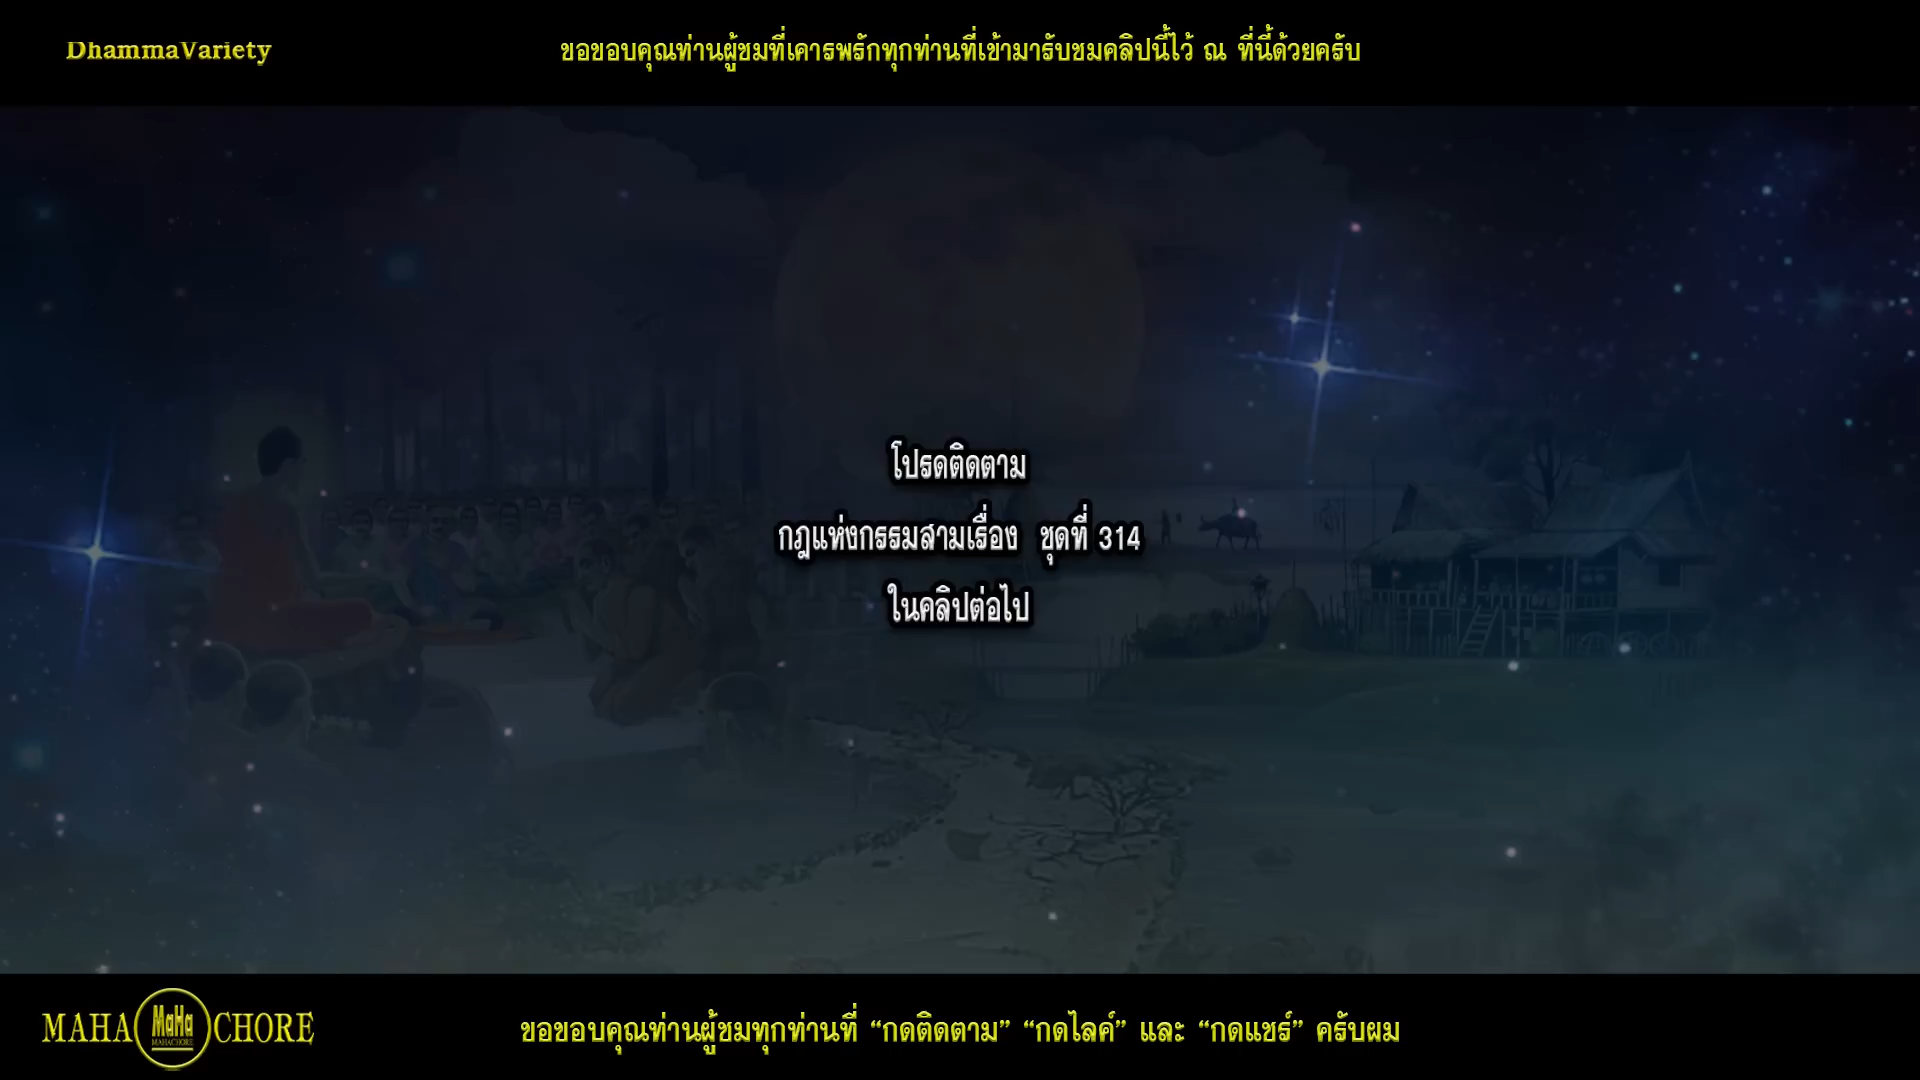 DhammaVariety
ขอขอบคุณท่านผู้ชมที่เคารพรักทุกท่านที่เข้ามารับชมคลิปนี้ไว้ ณ ที่นี้ด้วยครับ
โปรดติดตาม
กฎแห่งกรรมสามเรื่อง ชุดที่ 314
ในคลิปต่อไป
MAHA MaHa CHORE
MAHACHORE
ขอขอบคุณท่านผู้ชมทุกท่านที่ “กดติดตาม” “กดไลค์” และ “กดแชร์” ครับผม